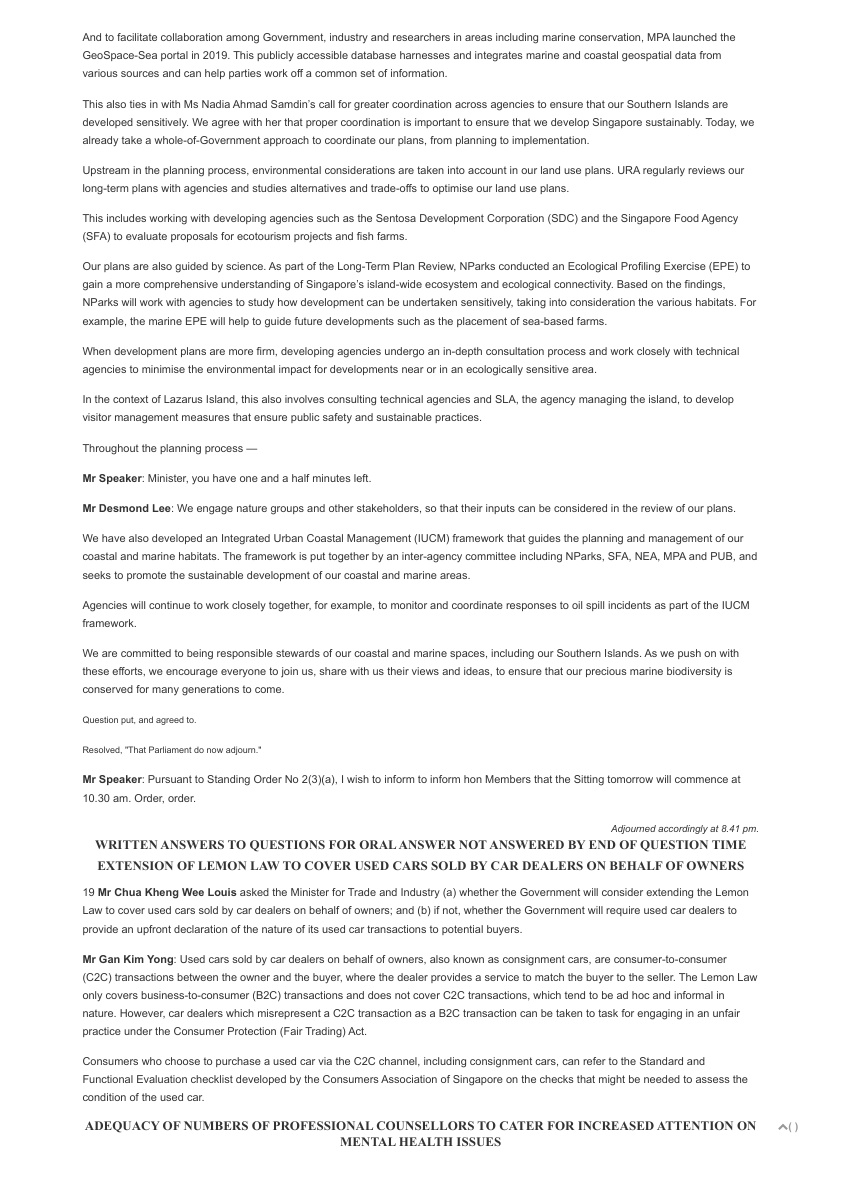 And to facilitate collaboration among Government, industry and researchers in areas including marine conservation, MPA launched the
GeoSpace-Sea portal in 2019. This publicly accessible database harnesses and integrates marine and coastal geospatial data from
various sources and can help parties work off a common set of information.
This also ties in with Ms Nadia Ahmad Samdin's call for greater coordination across agencies to ensure that our Southern Islands are
developed sensitively. We agree with her that proper coordination is important to ensure that we develop Singapore sustainably. Today, we
already take a whole-of-Government approach to coordinate our plans, from planning to implementation.
Upstream in the planning process, environmental considerations are taken into account in our land use plans. URA regularly reviews our
long-term plans with agencies and studies alternatives and trade-offs to optimise our land use plans.
This includes working with developing agencies such as the Sentosa Development Corporation (SDC) and the Singapore Food Agency
(SFA) to evaluate proposals for ecotourism projects and fish farms.
Our plans are also guided by science. As part of the Long-Term Plan Review, NParks conducted an Ecological Profiling Exercise (EPE) to
gain a more comprehensive understanding of Singapore's island-wide ecosystem and ecological connectivity. Based on the findings,
NParks will work with agencies to study how development can be undertaken sensitively, taking into consideration the various habitats. For
example, the marine EPE will help to guide future developments such as the placement of sea-based farms.
When development plans are more firm, developing agencies undergo an in-depth consultation process and work closely with technical
agencies to minimise the environmental impact for developments near or in an ecologically sensitive area.
In the context of Lazarus Island, this also involves consulting technical agencies and SLA, the agency managing the island, to develop
visitor management measures that ensure public safety and sustainable practices.
Throughout the planning process —
Mr Speaker: Minister, you have one and a half minutes left.
Mr Desmond Lee: We engage nature groups and other stakeholders, so that their inputs can be considered in the review of our plans.
We have also developed an Integrated Urban Coastal Management (IUCM) framework that guides the planning and management of our
coastal and marine habitats. The framework is put together by an inter-agency committee including NParks, SFA, NEA, MPA and PUB, and
seeks to promote the sustainable development of our coastal and marine areas.
Agencies will continue to work closely together, for example, to monitor and coordinate responses to oil spill incidents as part of the IUCM
framework.
We are committed to being responsible stewards of our coastal and marine spaces, including our Southern Islands. As we push on with
these efforts, we encourage everyone to join us, share with us their views and ideas, to ensure that our precious marine biodiversity is
conserved for many generations to come.
Question put, and agreed to.
Resolved, "That Parliament do now adjourn."
Mr Speaker: Pursuant to Standing Order No 2(3)(a), I wish to inform to inform hon Members that the Sitting tomorrow will commence at
10.30 am. Order, order.
Adjourned accordingly at 8.41 pm.
WRITTEN ANSWERS TO QUESTIONS FOR ORAL ANSWER NOT ANSWERED BY END OF QUESTION TIME
EXTENSION OF LEMON LAW TO COVER USED CARS SOLD BY CAR DEALERS ON BEHALF OF OWNERS
19 Mr Chua Kheng Wee Louis asked the Minister for Trade and Industry (a) whether the Government will consider extending the Lemon
Law to cover used cars sold by car dealers on behalf of owners; and (b) if not, whether the Government will require used car dealers to
provide an upfront declaration of the nature of its used car transactions to potential buyers.
Mr Gan Kim Yong: Used cars sold by car dealers on behalf of owners, also known as consignment cars, are consumer-to-consumer
(C2C) transactions between the owner and the buyer, where the dealer provides a service to match the buyer to the seller. The Lemon Law
only covers business-to-consumer (B2C) transactions and does not cover C2C transactions, which tend to be ad hoc and informal in
nature. However, car dealers which misrepresent a C2C transaction as a B2C transaction can be taken to task for engaging in an unfair
practice under the Consumer Protection (Fair Trading) Act.
Consumers who choose to purchase a used car via the C2C channel, including consignment cars, can refer to the Standard and
Functional Evaluation checklist developed by the Consumers Association of Singapore on the checks that might be needed to assess the
condition of the used car.
ADEQUACY OF NUMBERS OF PROFESSIONAL COUNSELLORS TO CATER FOR INCREASED ATTENTION ON
MENTAL HEALTH ISSUES
( )